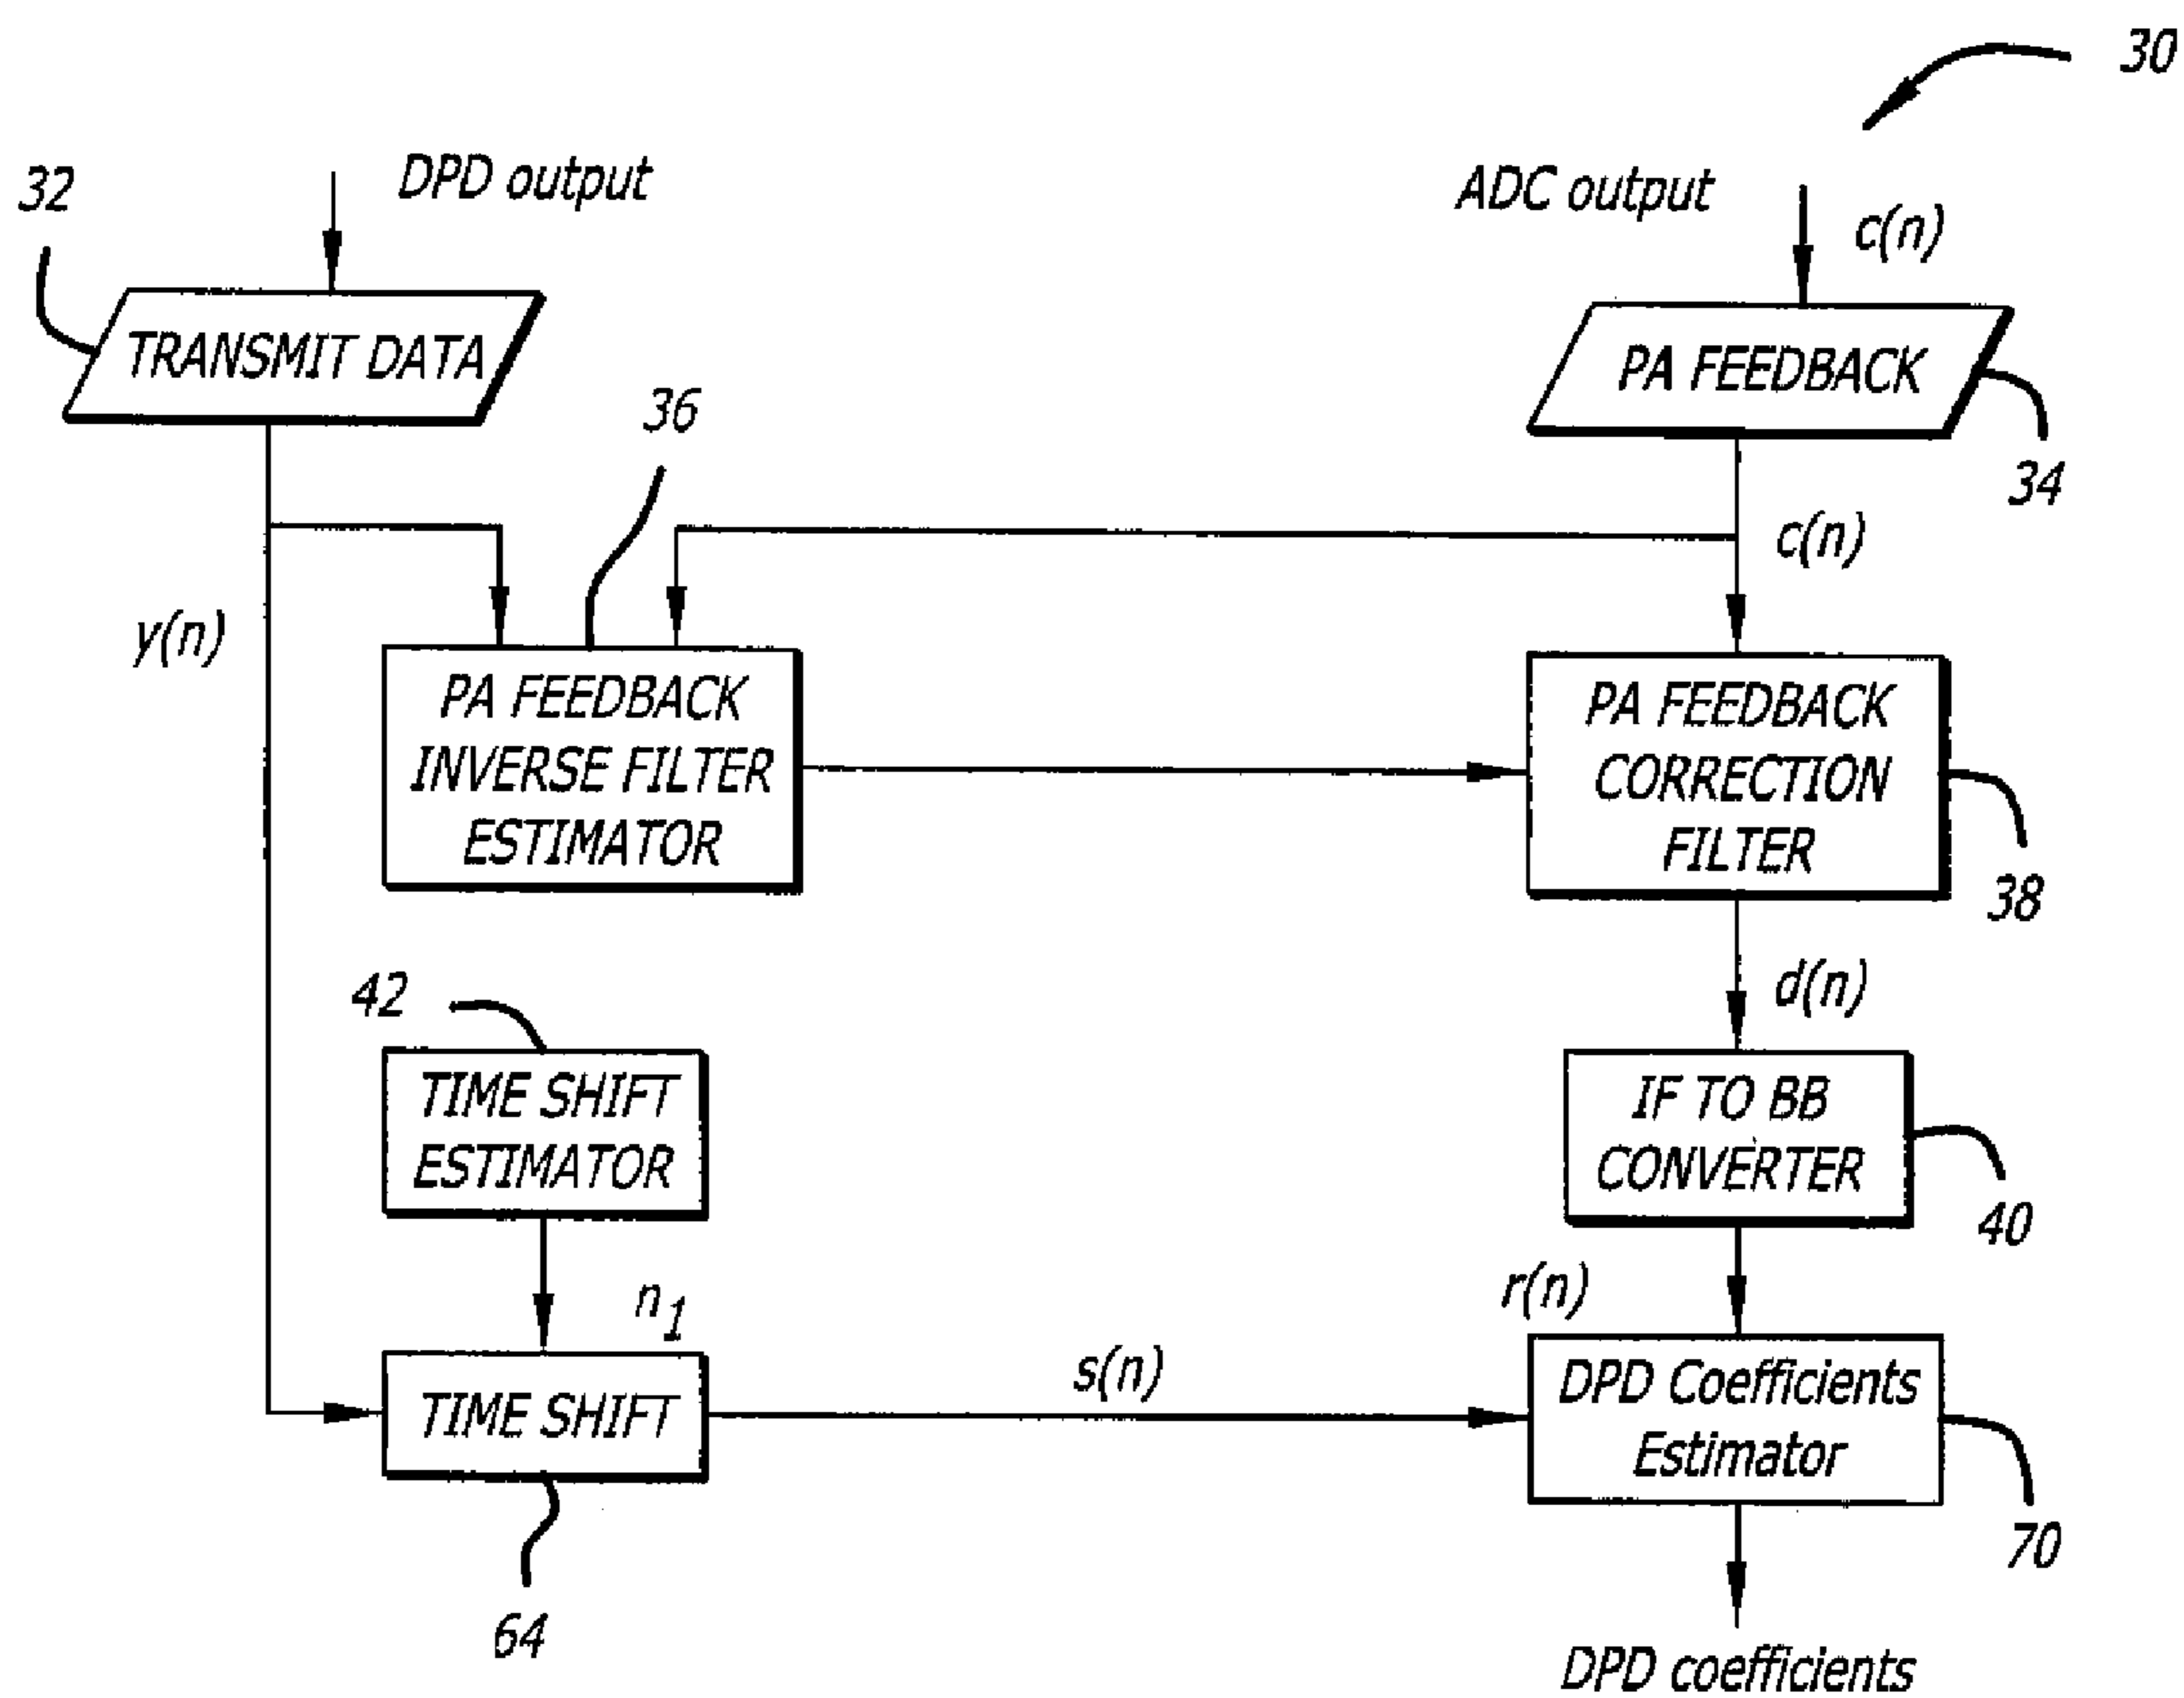 30
32
DPD output
ADC output
c(n)
TRANSMIT DATA
PA FEEDBACK
36
34
c(n)
y(n)
PA FEEDBACK
INVERSE FILTER
ESTIMATOR
PA FEEDBACK
CORRECTION
FILTER
38
42
d(n)
TIME SHIFT
ESTIMATOR
IF TO BB
CONVERTER
40
n1
r(n)
s(n)
TIME SHIFT
DPD Coefficients
Estimator
70
64
DPD coefficients